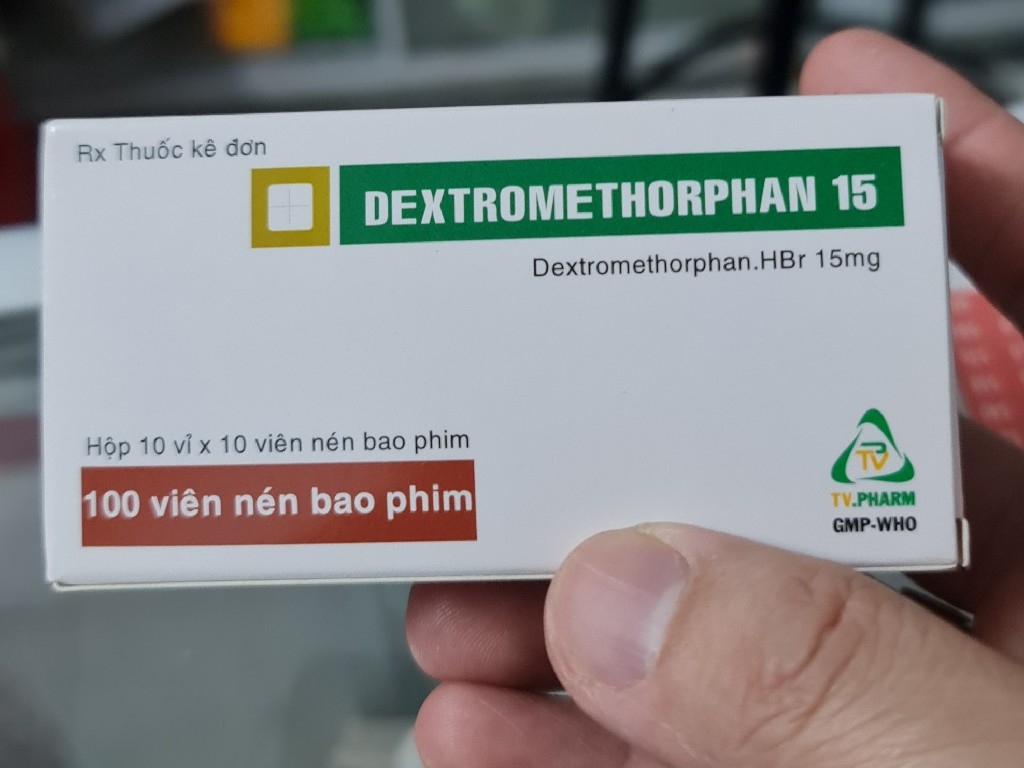 Rx Thuốc kê đơn
DEXTROMETHORPHAN 15
Dextromethorphan.HBr 15mg
Hộp 10 vỉ x 10 viên nén bao phim
100 viên nén bao phim
TV
TV.PHARM
GMP-WHO